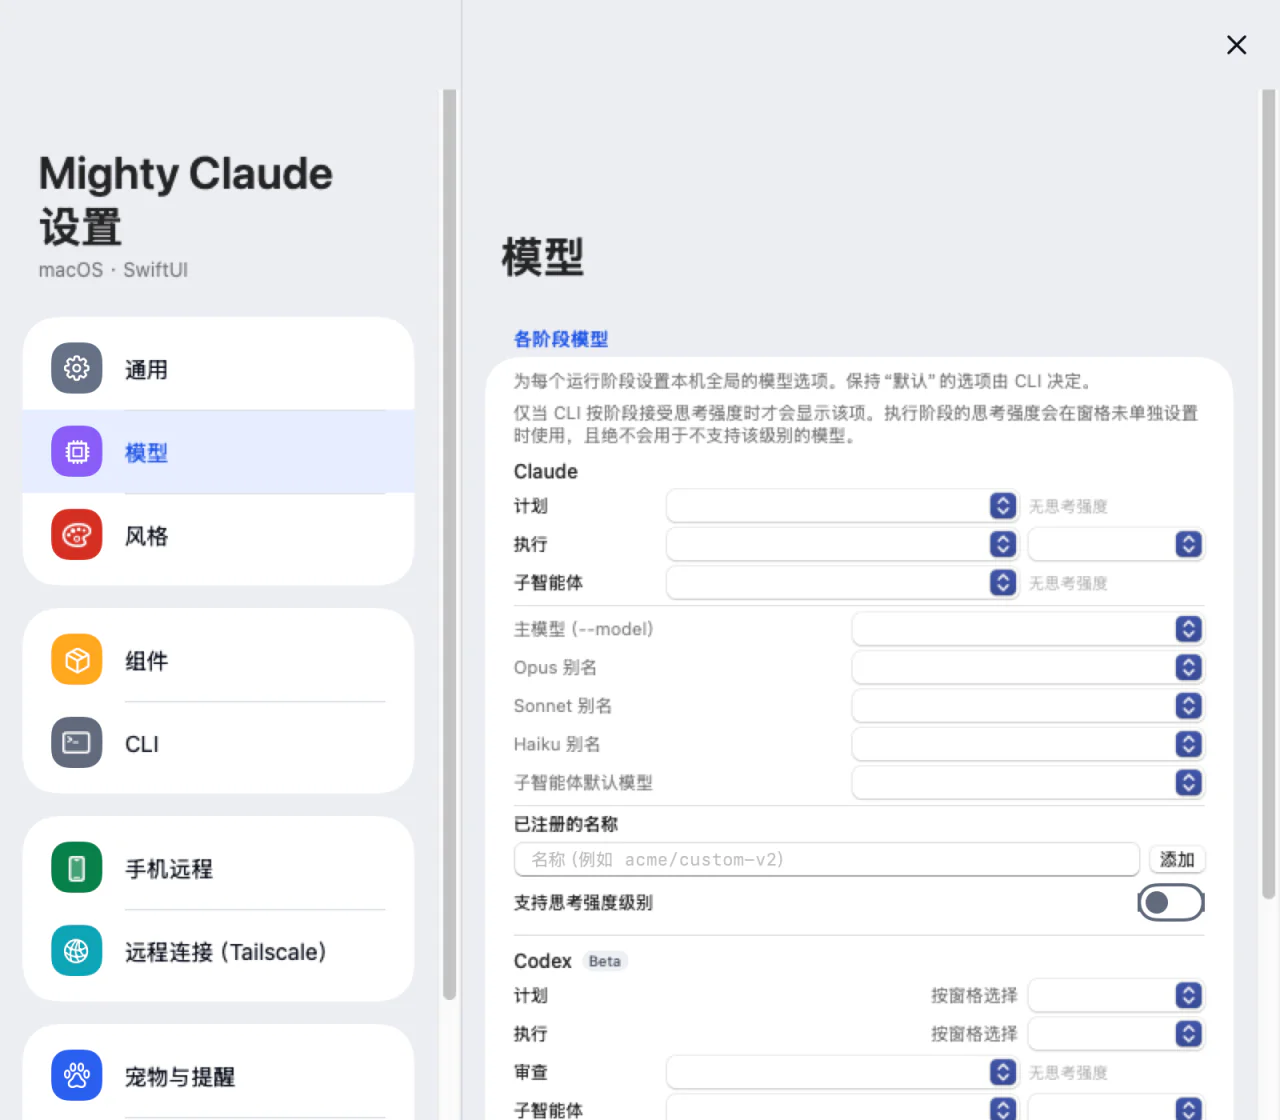 Mighty Claude
设置
macOS · SwiftUI
通用
模型
风格
组件
CLI
手机远程
远程连接 (Tailscale)
宠物与提醒
模型
各阶段模型
为每个运行阶段设置本机全局的模型选项。保持“默认”的选项由 CLI 决定。
仅当 CLI 按阶段接受思考强度时才会显示该项。执行阶段的思考强度会在窗格未单独设置
时使用，且绝不会用于不支持该级别的模型。
Claude
计划 无思考强度
执行
子智能体 无思考强度
主模型 (--model)
Opus 别名
Sonnet 别名
Haiku 别名
子智能体默认模型
已注册的名称
名称 (例如 acme/custom-v2) 添加
支持思考强度级别
Codex Beta
计划 按窗格选择
执行 按窗格选择
审查 无思考强度
子智能体